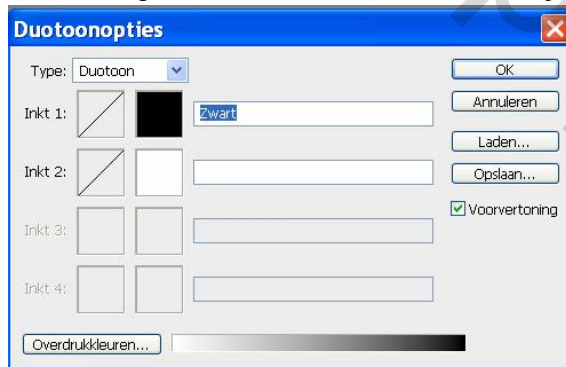 Duotoonopties
Type: Duotoon
OK
Inkt 1: Zwart
Annuleren
Laden...
Inkt 2:
Opslaan...
Voorvertoning
Inkt 3:
Inkt 4:
Overdrukkleuren...